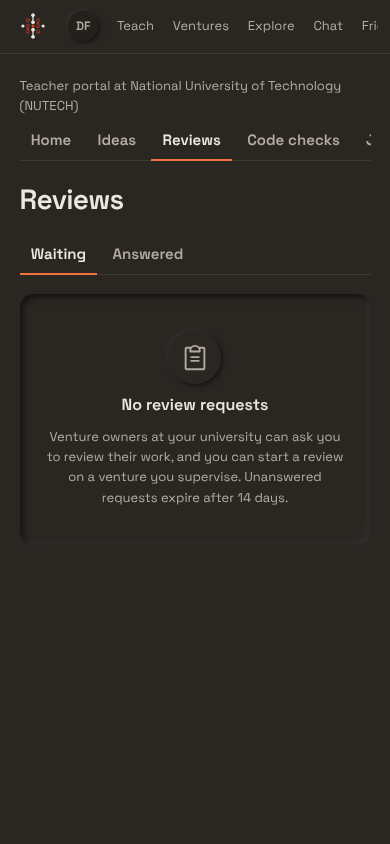 DF Teach Ventures Explore Chat
Teacher portal at National University of Technology
(NUTECH)
Home Ideas Reviews Code checks
Reviews
Waiting Answered
No review requests
Venture owners at your university can ask you
to review their work, and you can start a review
on a venture you supervise. Unanswered
requests expire after 14 days.